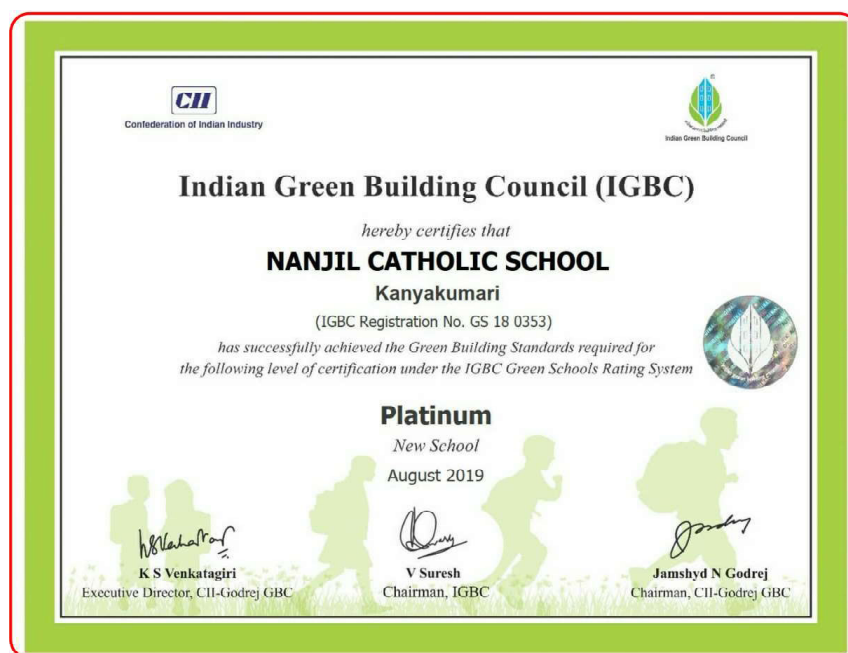 CII
Confederation of Indian Industry
Indian Green Building Council
Indian Green Building Council (IGBC)
hereby certifies that
NANJIL CATHOLIC SCHOOL
Kanyakumari
(IGBC Registration No. GS 18 0353)
has successfully achieved the Green Building Standards required for
the following level of certification under the IGBC Green Schools Rating System
Platinum
New School
August 2019
K S Venkatagiri
Executive Director, CII-Godrej GBC
V Suresh
Chairman, IGBC
Jamshyd N Godrej
Chairman, CII-Godrej GBC